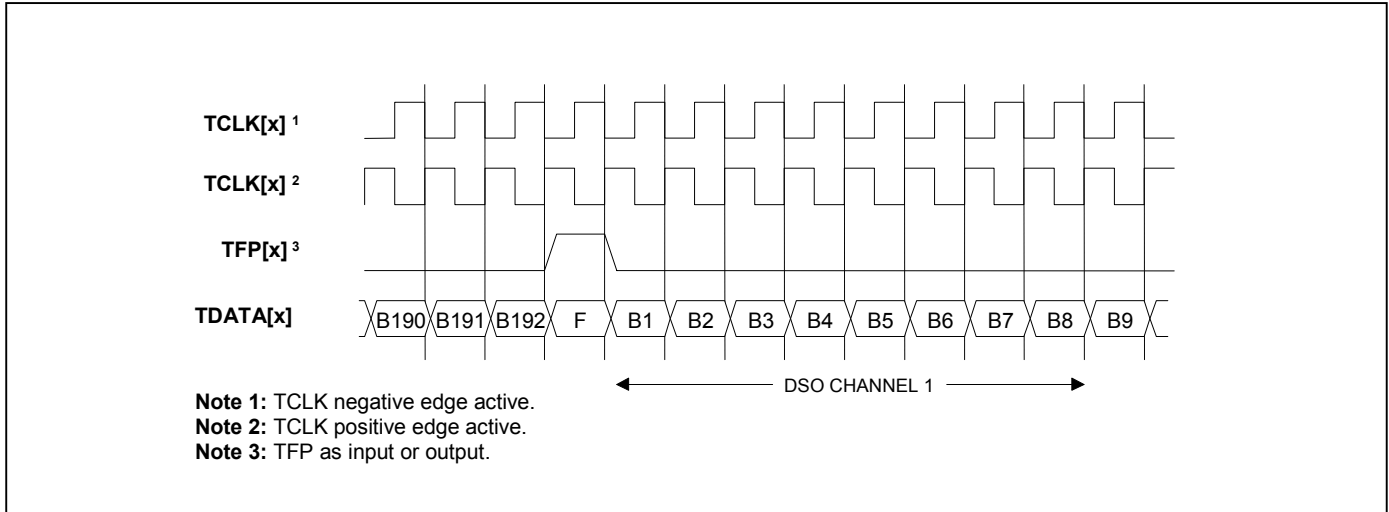 TCLK[x] 1
TCLK[x] 2
TFP[x] 3
TDATA[x] B190 B191 B192 F B1 B2 B3 B4 B5 B6 B7 B8 B9
DSO CHANNEL 1
Note 1: TCLK negative edge active.
Note 2: TCLK positive edge active.
Note 3: TFP as input or output.